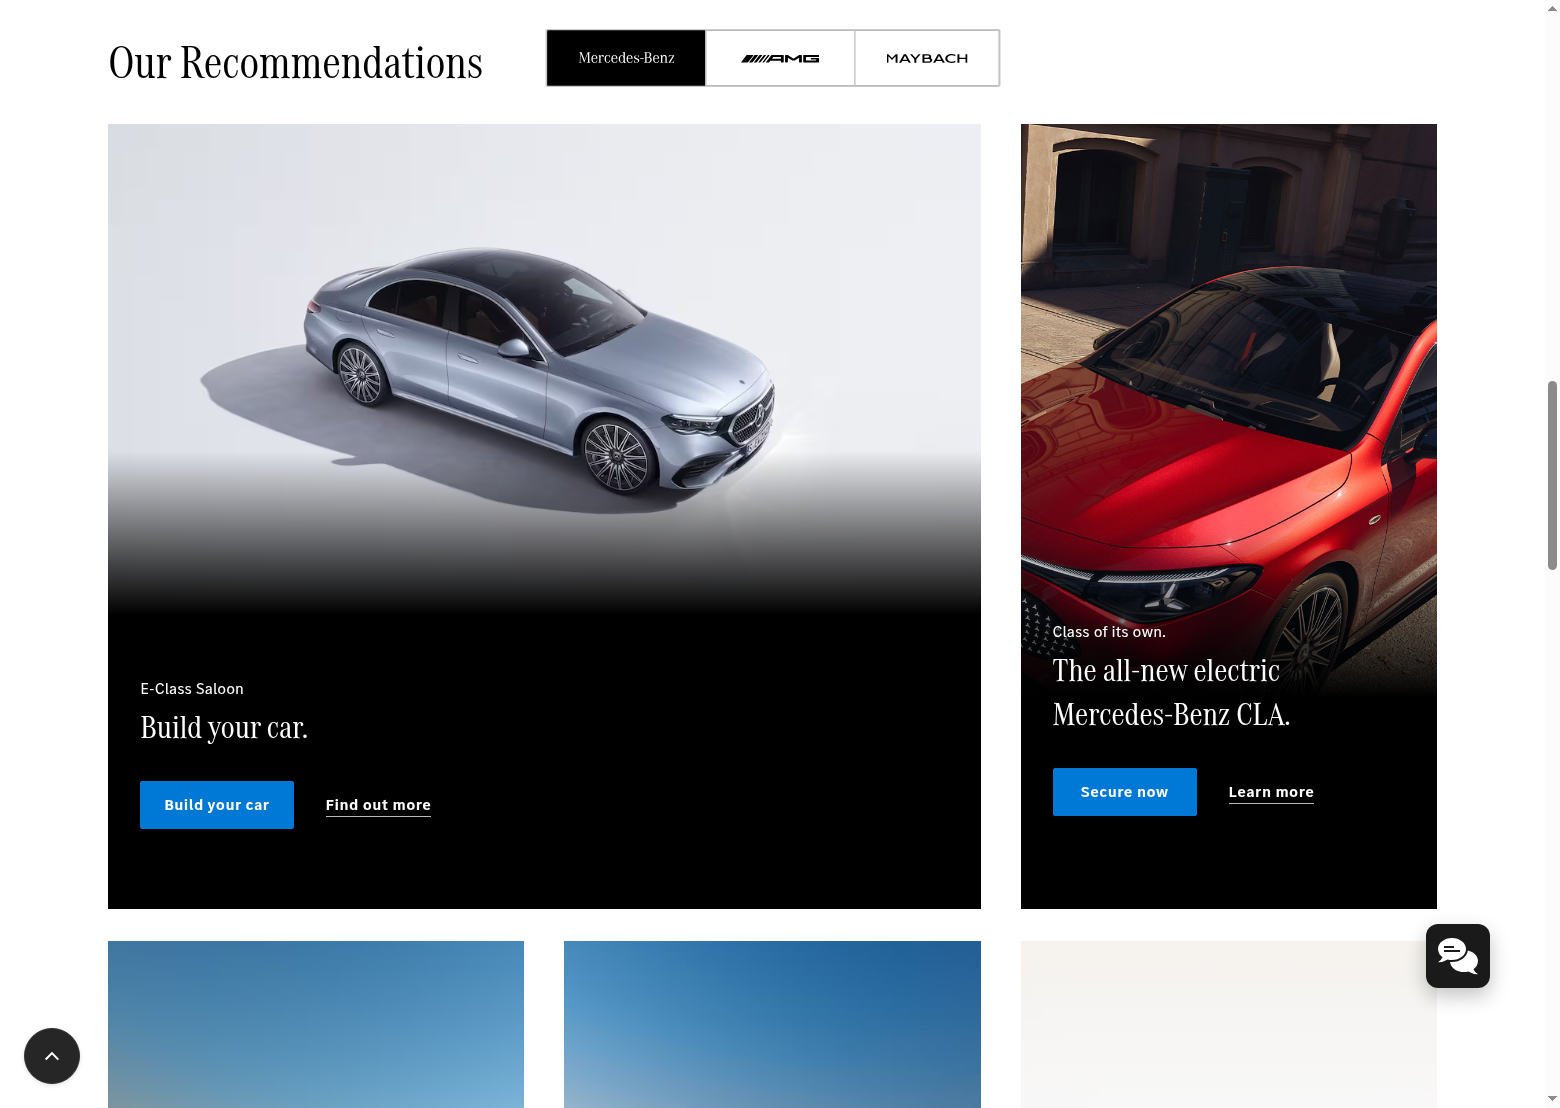 Our Recommendations
Mercedes-Benz
AMG
MAYBACH
E-Class Saloon
Build your car.
Build your car
Find out more
Class of its own.
The all-new electric
Mercedes-Benz CLA.
Secure now
Learn more